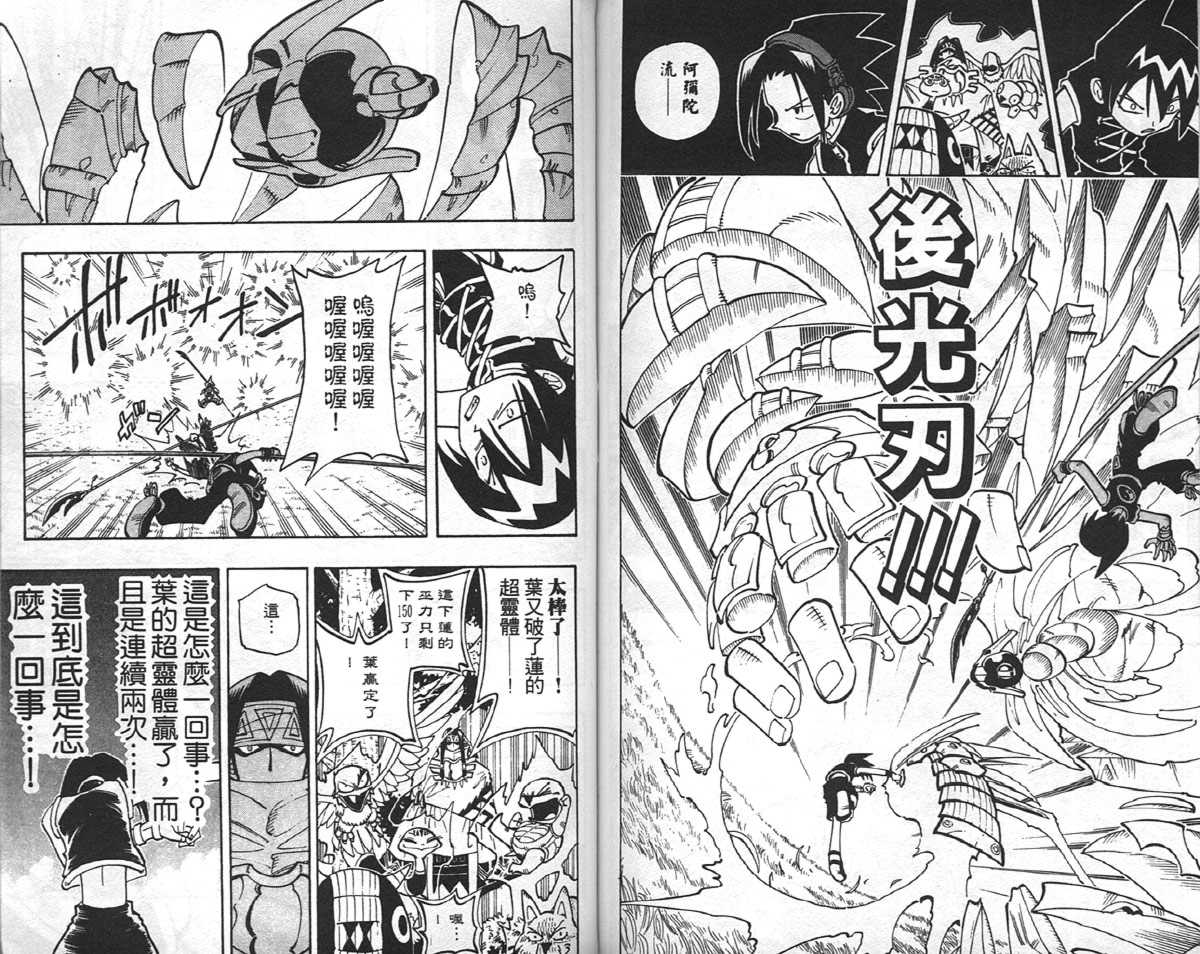 阿彌陀
流——
後光刃!!!
嗚!
嗚喔喔喔喔
喔喔喔喔喔!
太棒了——!
葉又破了蓮的
超靈體——!
這下蓮的
巫力只剩
下150了!
葉贏定了
!
喔…
!
這…
這是怎麼一回事…?
葉的超靈體贏了,而
且是連續兩次…!
這到底是怎
麼一回事…!